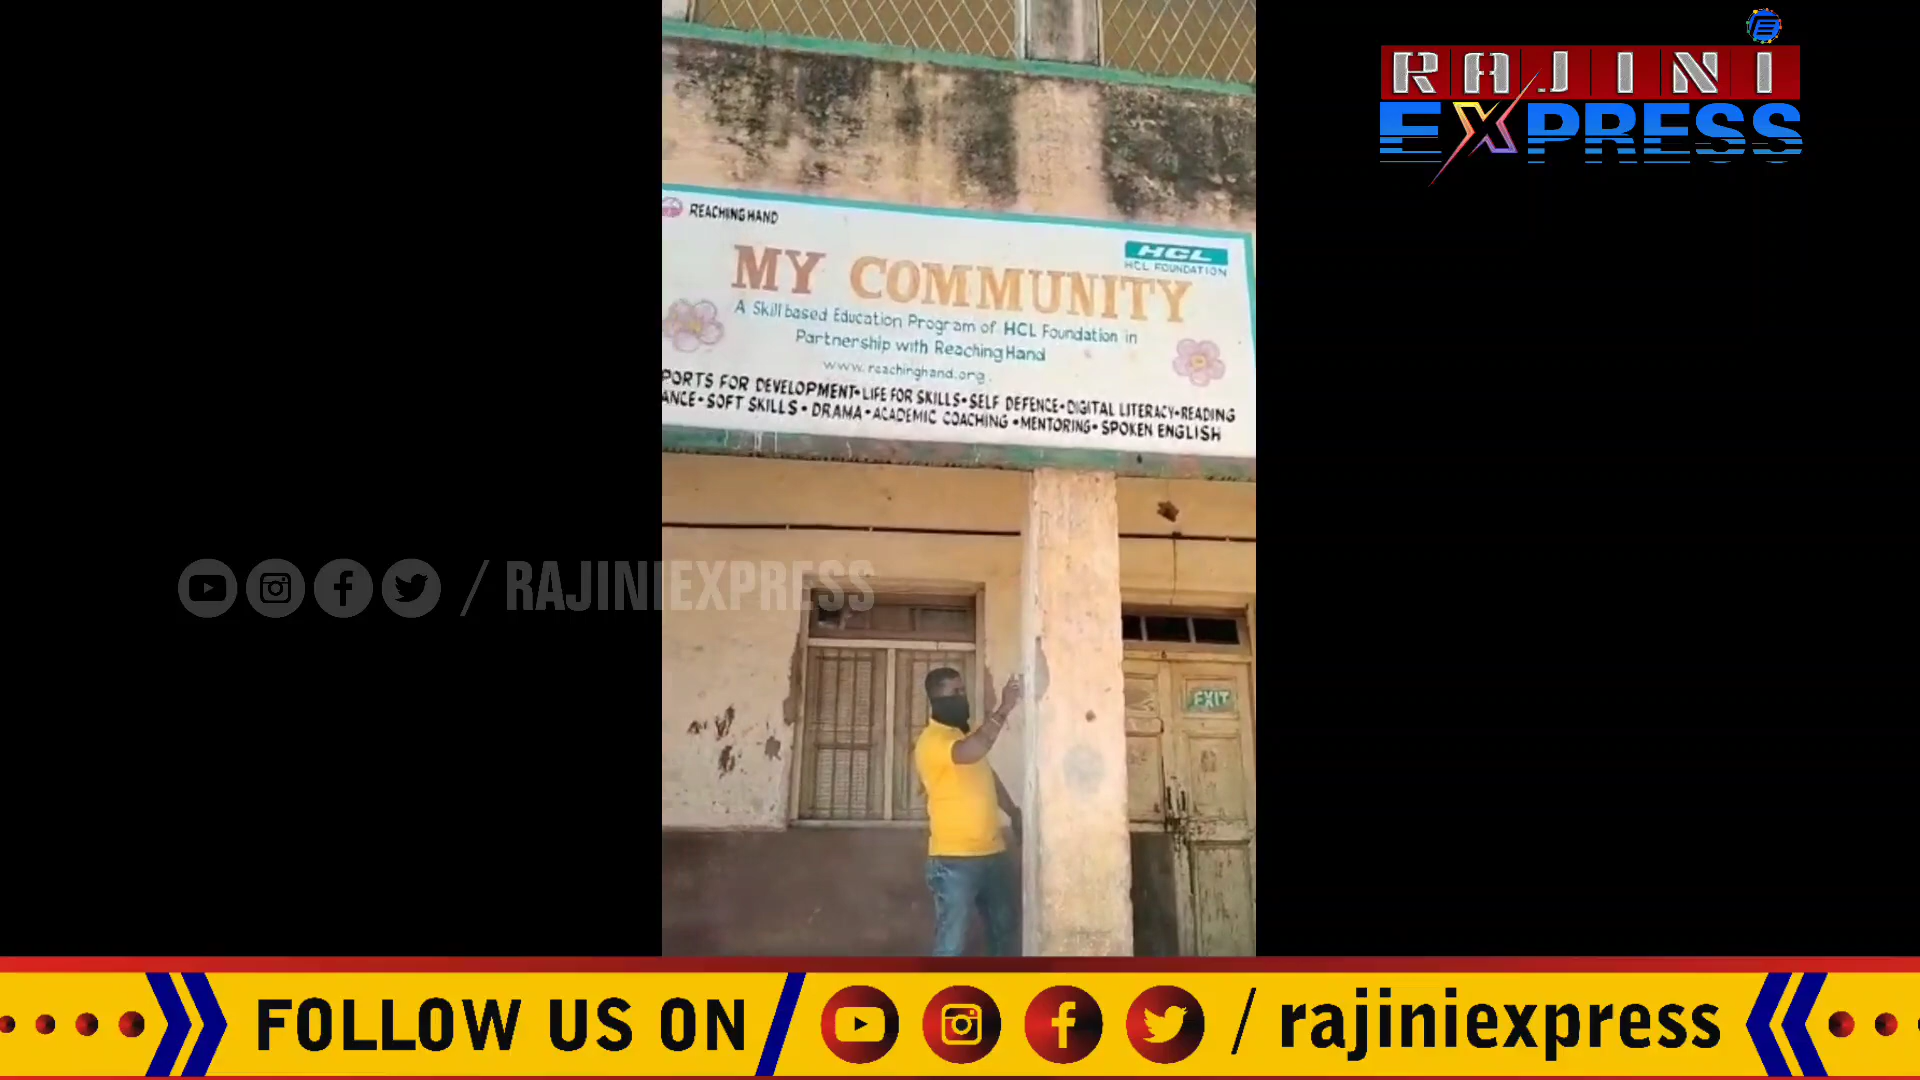 RAJINI
EXPRESS
REACHING HAND
HCL
HCL FOUNDATION
MY COMMUNITY
A Skill based Education Program of HCL Foundation in
Partnership with Reaching Hand
www.reachinghand.org
PORTS FOR DEVELOPMENT•LIFE FOR SKILLS•SELF DEFENCE•DIGITAL LITERACY•READING
ANCE•SOFT SKILLS•DRAMA•ACADEMIC COACHING•MENTORING•SPOKEN ENGLISH
/ RAJINIEXPRESS
EXIT
FOLLOW US ON / rajiniexpress